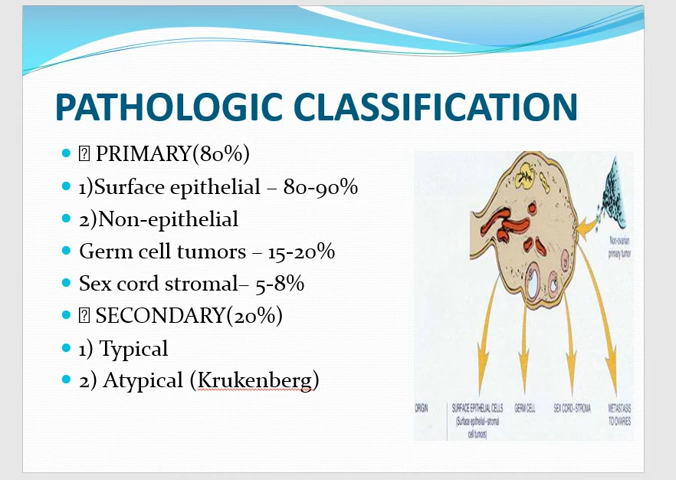 PATHOLOGIC CLASSIFICATION
PRIMARY(80%)
1)Surface epithelial – 80-90%
2)Non-epithelial
Germ cell tumors – 15-20%
Sex cord stromal– 5-8%
SECONDARY(20%)
1) Typical
2) Atypical (Krukenberg)
Non-ovarian
primary tumor
ORIGIN
SURFACE EPITHELIAL CELLS
(Surface epithelial-stromal
cell tumors)
GERM CELL
SEX CORD-STROMA
METASTASIS
TO OVARIES